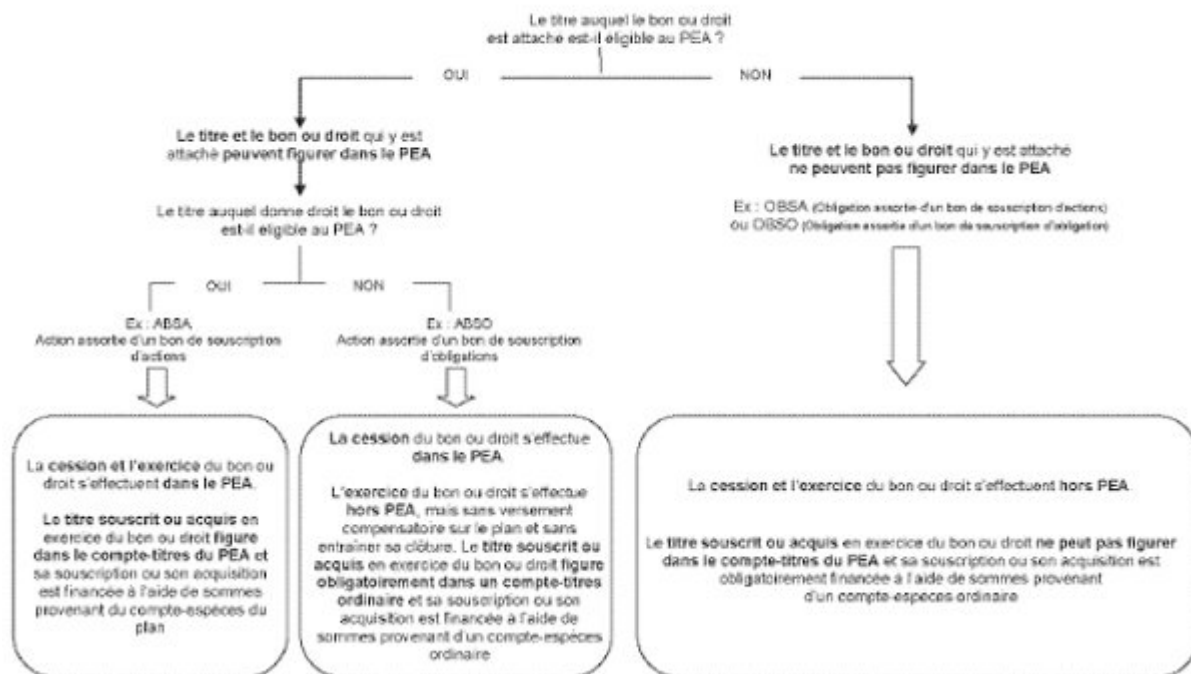 Le titre auquel le bon ou droit
est attaché est-il eligible au PEA ?
OUI
NON
Le titre et le bon ou droit qui y est
attaché peuvent figurer dans le PEA
Le titre et le bon ou droit qui y est attaché
ne peuvent pas figurer dans le PEA
Le titre auquel donne droit le bon ou droit
est-il eligible au PEA ?
Ex : OBSA (Obligation assortie d'un bon de souscription d'actions)
ou OBSO (Obligation assortie d'un bon de souscription d'obligation)
OUI
NON
Ex : ABSA
Action assortie d'un bon de souscription
d'actions
Ex : ABSO
Action assortie d'un bon de souscription
d'obligations
La cession et l'exercice du bon ou
droit s'effectuent dans le PEA.
Le titre souscrit ou acquis en
exercice du bon ou droit figure
dans le compte-titres du PEA et
sa souscription ou son acquisition
est financée à l'aide de sommes
provenant du compte-espèces du
plan
La cession du bon ou droit s'effectue
dans le PEA
L'exercice du bon ou droit s'effectue
hors PEA, mais sans versement
compensatoire sur le plan et sans
entraîner sa clôture. Le titre souscrit ou
acquis en exercice du bon ou droit figure
obligatoirement dans un compte-titres
ordinaire et sa souscription ou son
acquisition est financée à l'aide de
sommes provenant d'un compte-espèces
ordinaire
La cession et l'exercice du bon ou droit s'effectuent hors PEA
Le titre souscrit ou acquis en exercice du bon ou droit ne peut pas figurer
dans le compte-titres du PEA et sa souscription ou son acquisition est
obligatoirement financée à l'aide de sommes provenant
d'un compte-espèces ordinaire